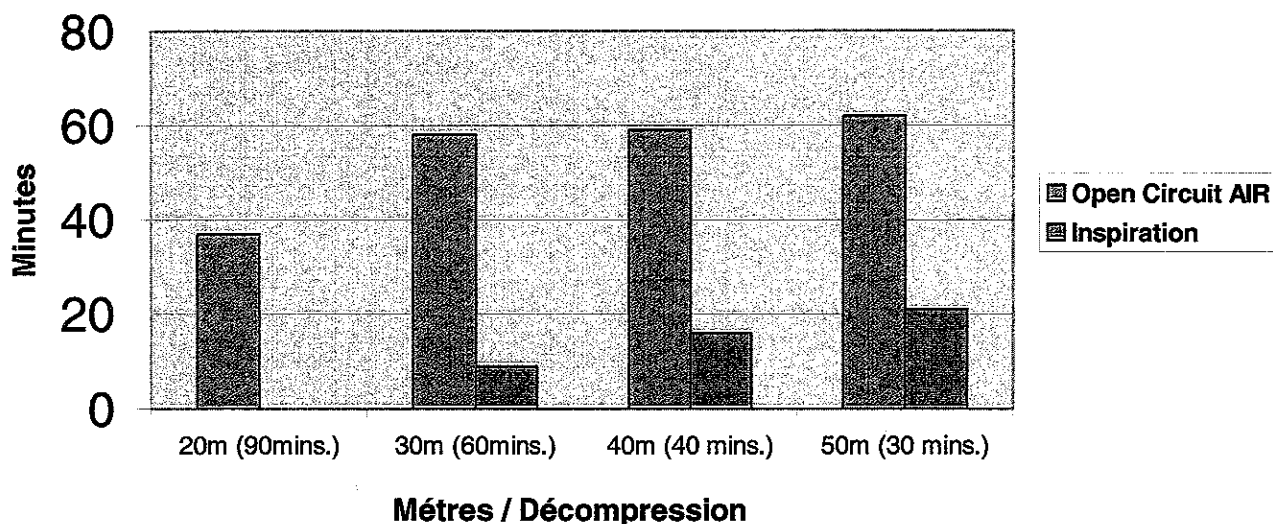 80
60
40
20
0
Minutes
20m (90mins.)
30m (60mins.)
40m (40 mins.)
50m (30 mins.)
Métres / Décompression
Open Circuit AIR
Inspiration